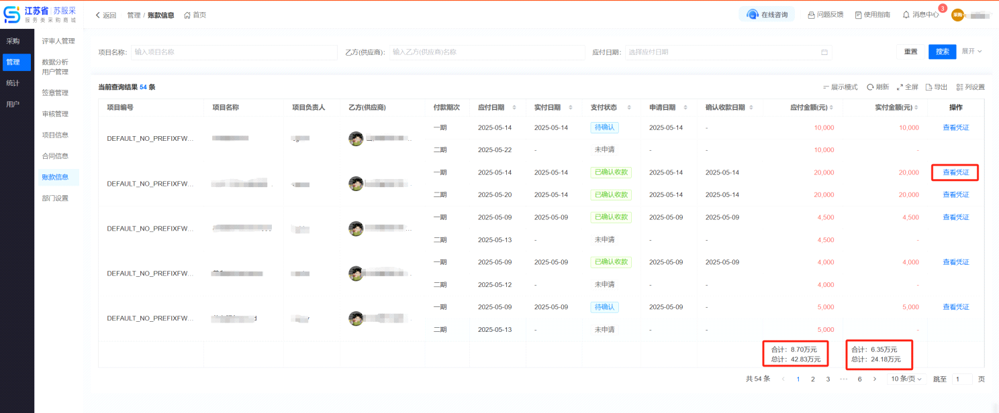 江苏省 苏服采
服务类采购商城
返回 管理 / 账款信息 首页
在线咨询 问题反馈 使用指南 消息中心 3 采购
采购
管理
统计
用户
评审人管理
数据分析
用户管理
签章管理
审核管理
项目信息
合同信息
账款信息
部门设置
项目名称: 输入项目名称 乙方(供应商): 输入乙方(供应商)名称 应付日期: 选择应付日期 重置 搜索 展开
当前查询结果 54 条 展示模式 刷新 全屏 导出 列设置
项目编号 项目名称 项目负责人 乙方(供应商) 付款期次 应付日期 实付日期 支付状态 申请日期 确认收款日期 应付金额(元) 实付金额(元) 操作
DEFAULT_NO_PREFIXFW...
一期 2025-05-14 2025-05-14 待确认 2025-05-14 - 10,000 10,000 查看凭证
二期 2025-05-22 - 未申请 - - 10,000 -
DEFAULT_NO_PREFIXFW...
一期 2025-05-14 2025-05-14 已确认收款 2025-05-14 2025-05-14 20,000 20,000 查看凭证
二期 2025-05-20 2025-05-14 已确认收款 2025-05-14 2025-05-14 20,000 20,000 查看凭证
DEFAULT_NO_PREFIXFW...
一期 2025-05-09 2025-05-09 已确认收款 2025-05-09 2025-05-09 4,500 4,500 查看凭证
二期 2025-05-13 - 未申请 - - 4,500 -
DEFAULT_NO_PREFIXFW...
一期 2025-05-09 2025-05-09 已确认收款 2025-05-09 2025-05-09 4,000 4,000 查看凭证
二期 2025-05-12 - 未申请 - - 4,000 -
DEFAULT_NO_PREFIXFW...
一期 2025-05-09 2025-05-09 待确认 2025-05-09 - 5,000 5,000 查看凭证
二期 2025-05-13 - 未申请 - - 5,000 -
合计: 8.70万元 合计: 6.35万元
总计: 42.83万元 总计: 24.18万元
共 54 条 < 1 2 3 ··· 6 > 10 条/页 跳至 1 页